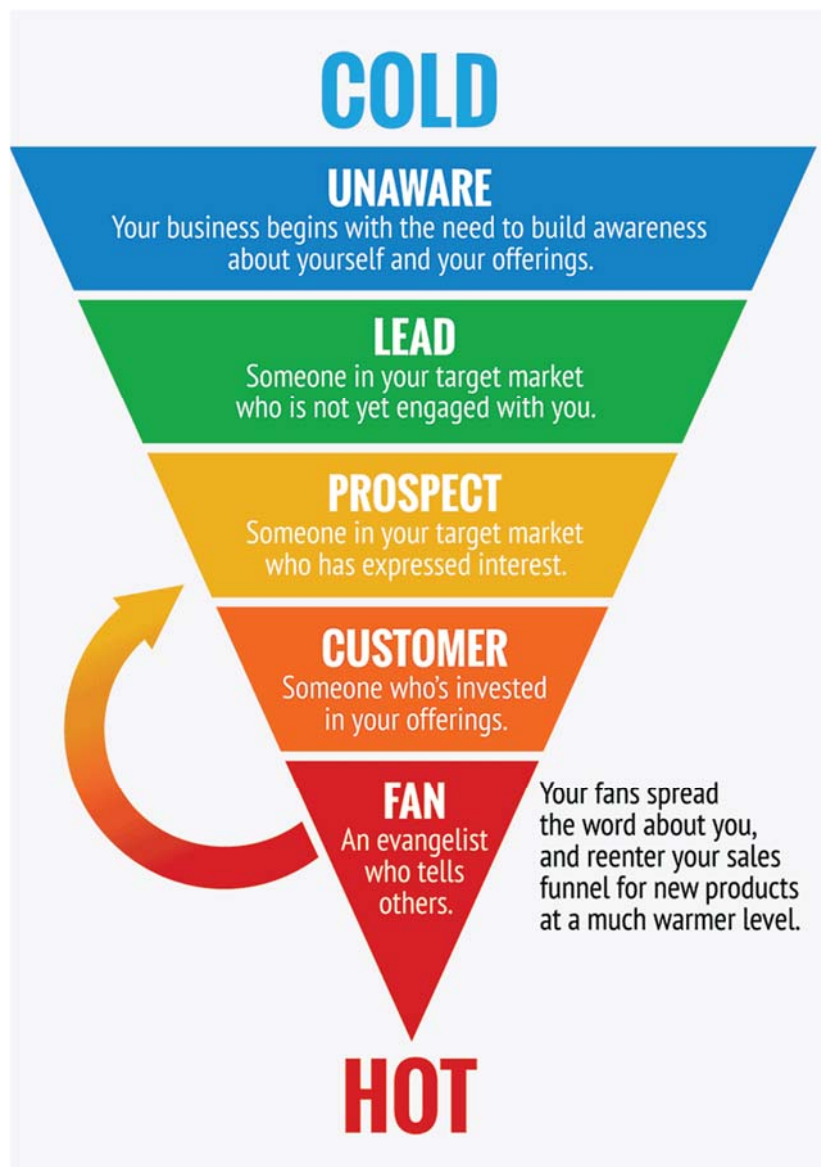 COLD
UNAWARE
Your business begins with the need to build awareness
about yourself and your offerings.
LEAD
Someone in your target market
who is not yet engaged with you.
PROSPECT
Someone in your target market
who has expressed interest.
CUSTOMER
Someone who's invested
in your offerings.
FAN
An evangelist
who tells
others.
Your fans spread
the word about you,
and reenter your sales
funnel for new products
at a much warmer level.
HOT